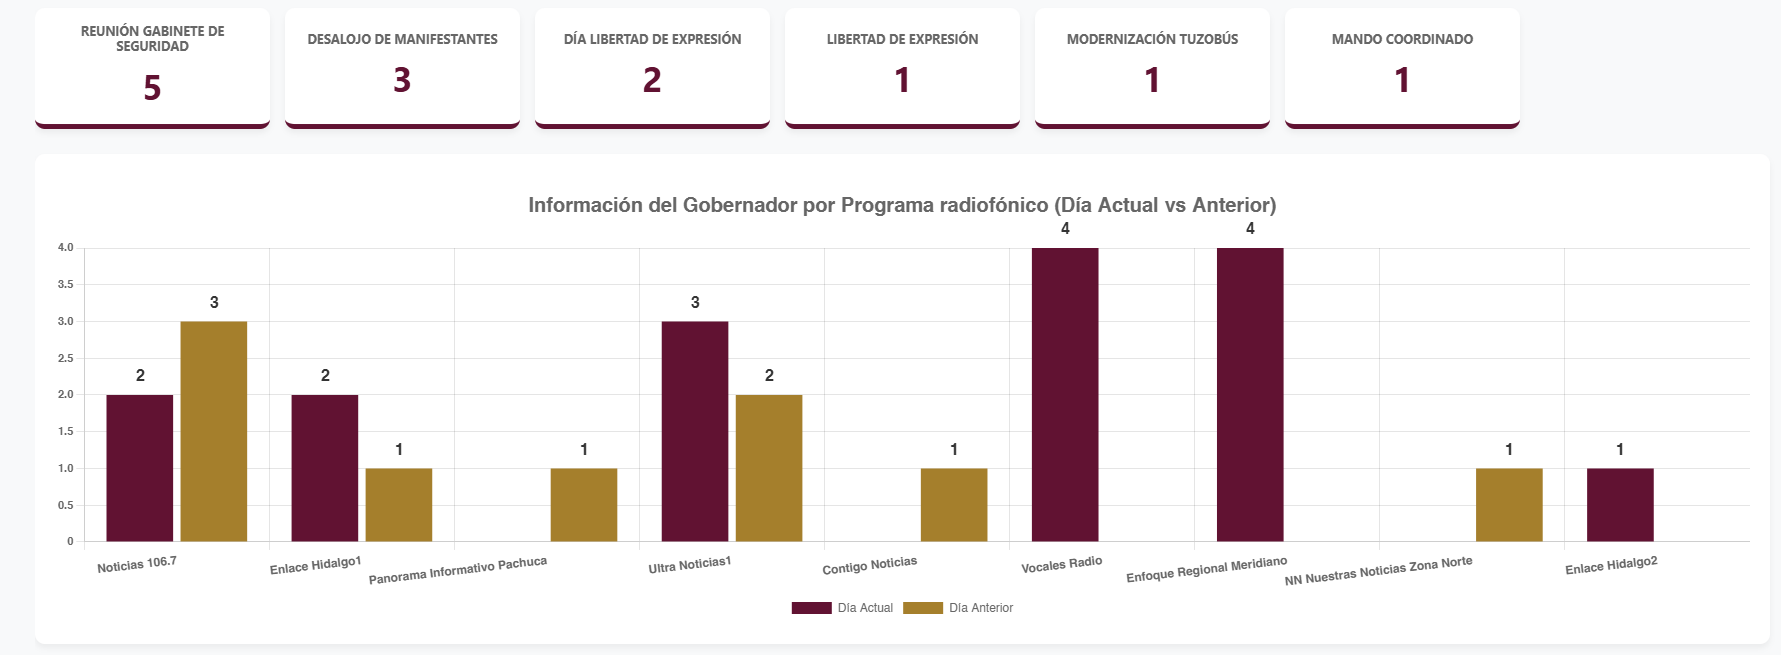 REUNIÓN GABINETE DE
SEGURIDAD
5
DESALOJO DE MANIFESTANTES
3
DÍA LIBERTAD DE EXPRESIÓN
2
LIBERTAD DE EXPRESIÓN
1
MODERNIZACIÓN TUZOBÚS
1
MANDO COORDINADO
1
Información del Gobernador por Programa radiofónico (Día Actual vs Anterior)
4.0
3.5
3.0
2.5
2.0
1.5
1.0
0.5
0
2
3
2
1
1
3
2
1
4
4
1
1
Noticias 106.7
Enlace Hidalgo1
Panorama Informativo Pachuca
Ultra Noticias1
Contigo Noticias
Vocales Radio
Enfoque Regional Meridiano
NN Nuestras Noticias Zona Norte
Enlace Hidalgo2
Día Actual
Día Anterior